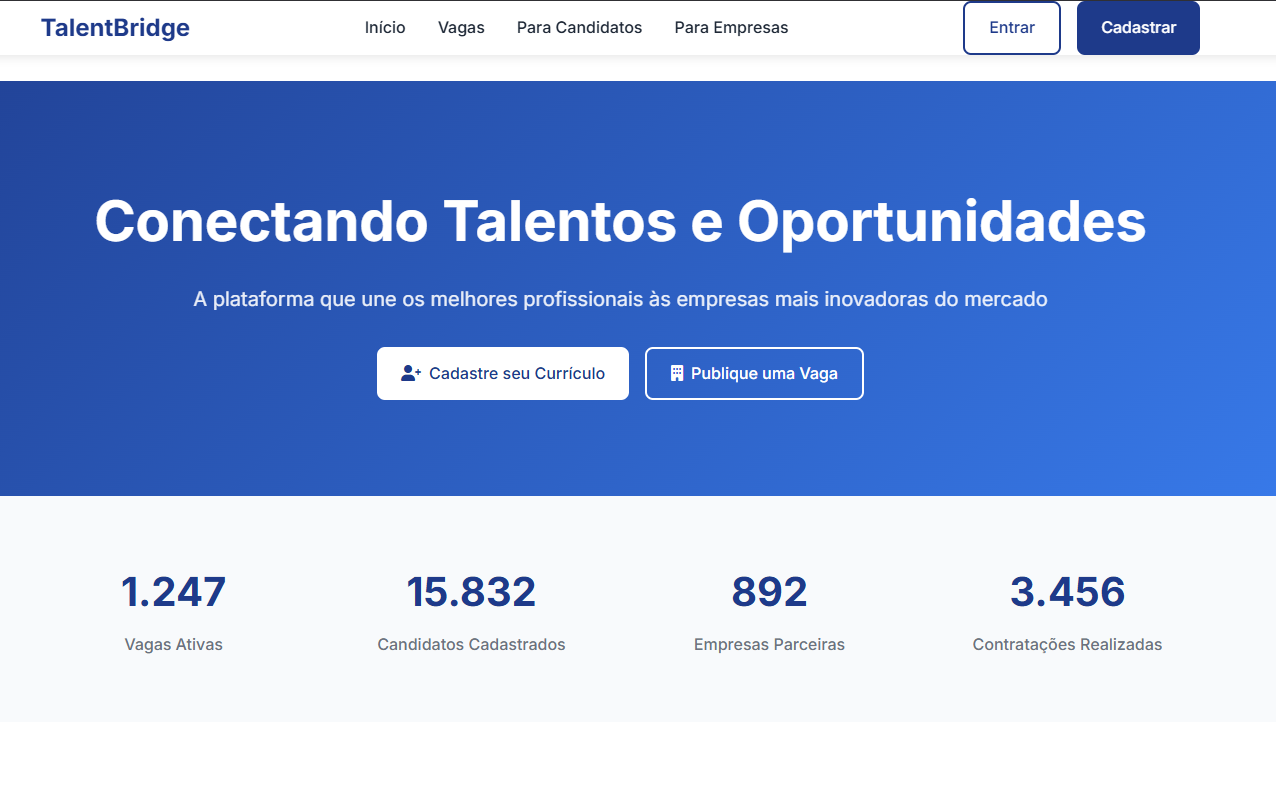 TalentBridge
Início Vagas Para Candidatos Para Empresas
Entrar Cadastrar
Conectando Talentos e Oportunidades
A plataforma que une os melhores profissionais às empresas mais inovadoras do mercado
Cadastre seu Currículo
Publique uma Vaga
1.247
Vagas Ativas
15.832
Candidatos Cadastrados
892
Empresas Parceiras
3.456
Contratações Realizadas